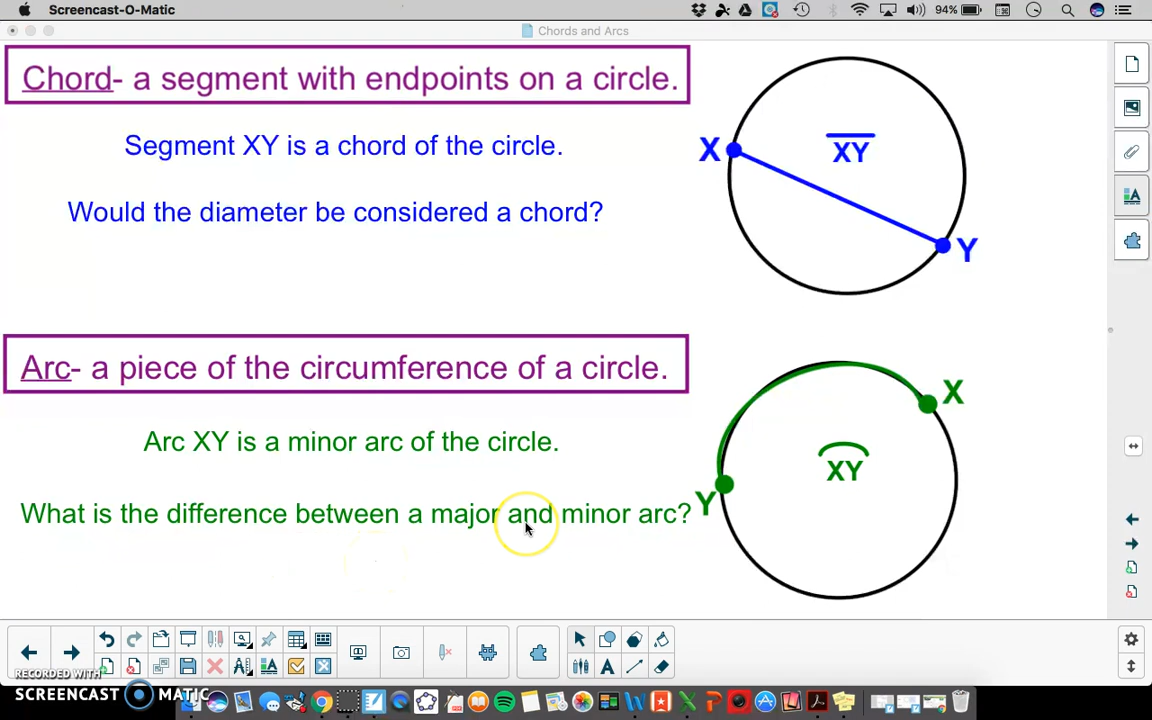 Screencast-O-Matic
94%
Chords and Arcs
Chord- a segment with endpoints on a circle.
Segment XY is a chord of the circle.
Would the diameter be considered a chord?
X
XY
Y
Arc- a piece of the circumference of a circle.
Arc XY is a minor arc of the circle.
What is the difference between a major and minor arc?
X
XY
Y
RECORDED WITH
SCREENCAST MATIC